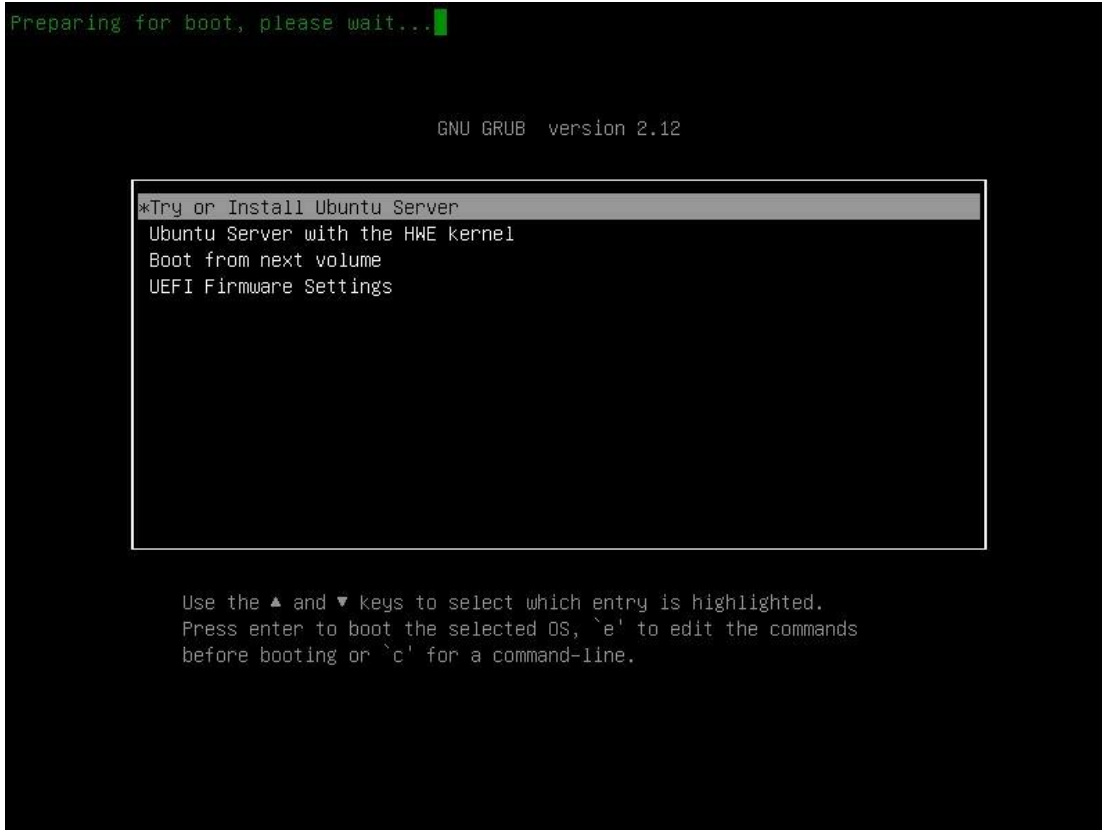 Preparing for boot, please wait...
GNU GRUB version 2.12
*Try or Install Ubuntu Server
Ubuntu Server with the HWE kernel
Boot from next volume
UEFI Firmware Settings
Use the ▲ and ▼ keys to select which entry is highlighted.
Press enter to boot the selected OS, `e' to edit the commands
before booting or `c' for a command-line.